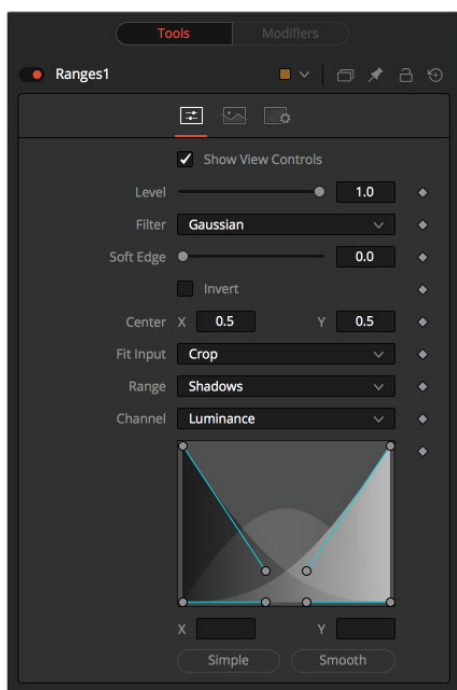 Tools Modifiers
Ranges1
Show View Controls
Level 1.0
Filter Gaussian
Soft Edge 0.0
Invert
Center X 0.5 Y 0.5
Fit Input Crop
Range Shadows
Channel Luminance
X Y
Simple Smooth